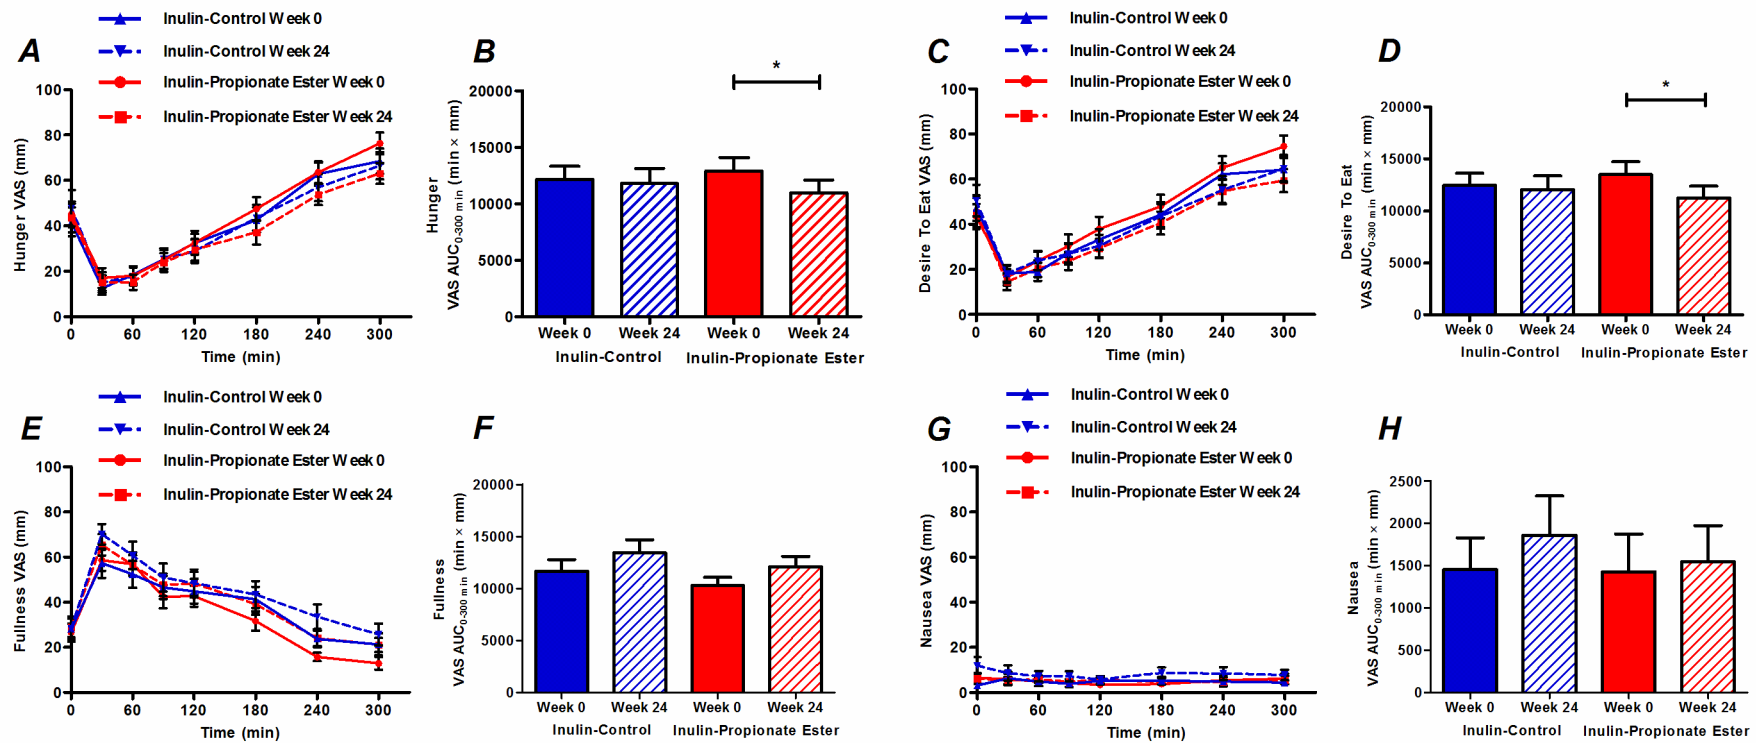 A
Inulin-Control Week 0
Inulin-Control Week 24
Inulin-Propionate Ester Week 0
Inulin-Propionate Ester Week 24
Hunger VAS (mm)
100
80
60
40
20
0
0 60 120 180 240 300
Time (min)
B
Hunger
VAS AUC0-300 min (min × mm)
20000
15000
10000
5000
0
*
Week 0 Week 24 Week 0 Week 24
Inulin-Control Inulin-Propionate Ester
C
Inulin-Control Week 0
Inulin-Control Week 24
Inulin-Propionate Ester Week 0
Inulin-Propionate Ester Week 24
Desire To Eat VAS (mm)
100
80
60
40
20
0
0 60 120 180 240 300
Time (min)
D
Desire To Eat
VAS AUC0-300 min (min × mm)
20000
15000
10000
5000
0
*
Week 0 Week 24 Week 0 Week 24
Inulin-Control Inulin-Propionate Ester
E
Inulin-Control Week 0
Inulin-Control Week 24
Inulin-Propionate Ester Week 0
Inulin-Propionate Ester Week 24
Fullness VAS (mm)
100
80
60
40
20
0
0 60 120 180 240 300
Time (min)
F
Fullness
VAS AUC0-300 min (min × mm)
20000
15000
10000
5000
0
Week 0 Week 24 Week 0 Week 24
Inulin-Control Inulin-Propionate Ester
G
Inulin-Control Week 0
Inulin-Control Week 24
Inulin-Propionate Ester Week 0
Inulin-Propionate Ester Week 24
Nausea VAS (mm)
100
80
60
40
20
0
0 60 120 180 240 300
Time (min)
H
Nausea
VAS AUC0-300 min (min × mm)
2500
2000
1500
1000
500
0
Week 0 Week 24 Week 0 Week 24
Inulin-Control Inulin-Propionate Ester